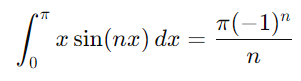 ∫₀^π x sin(nx) dx = π(−1)ⁿ / n